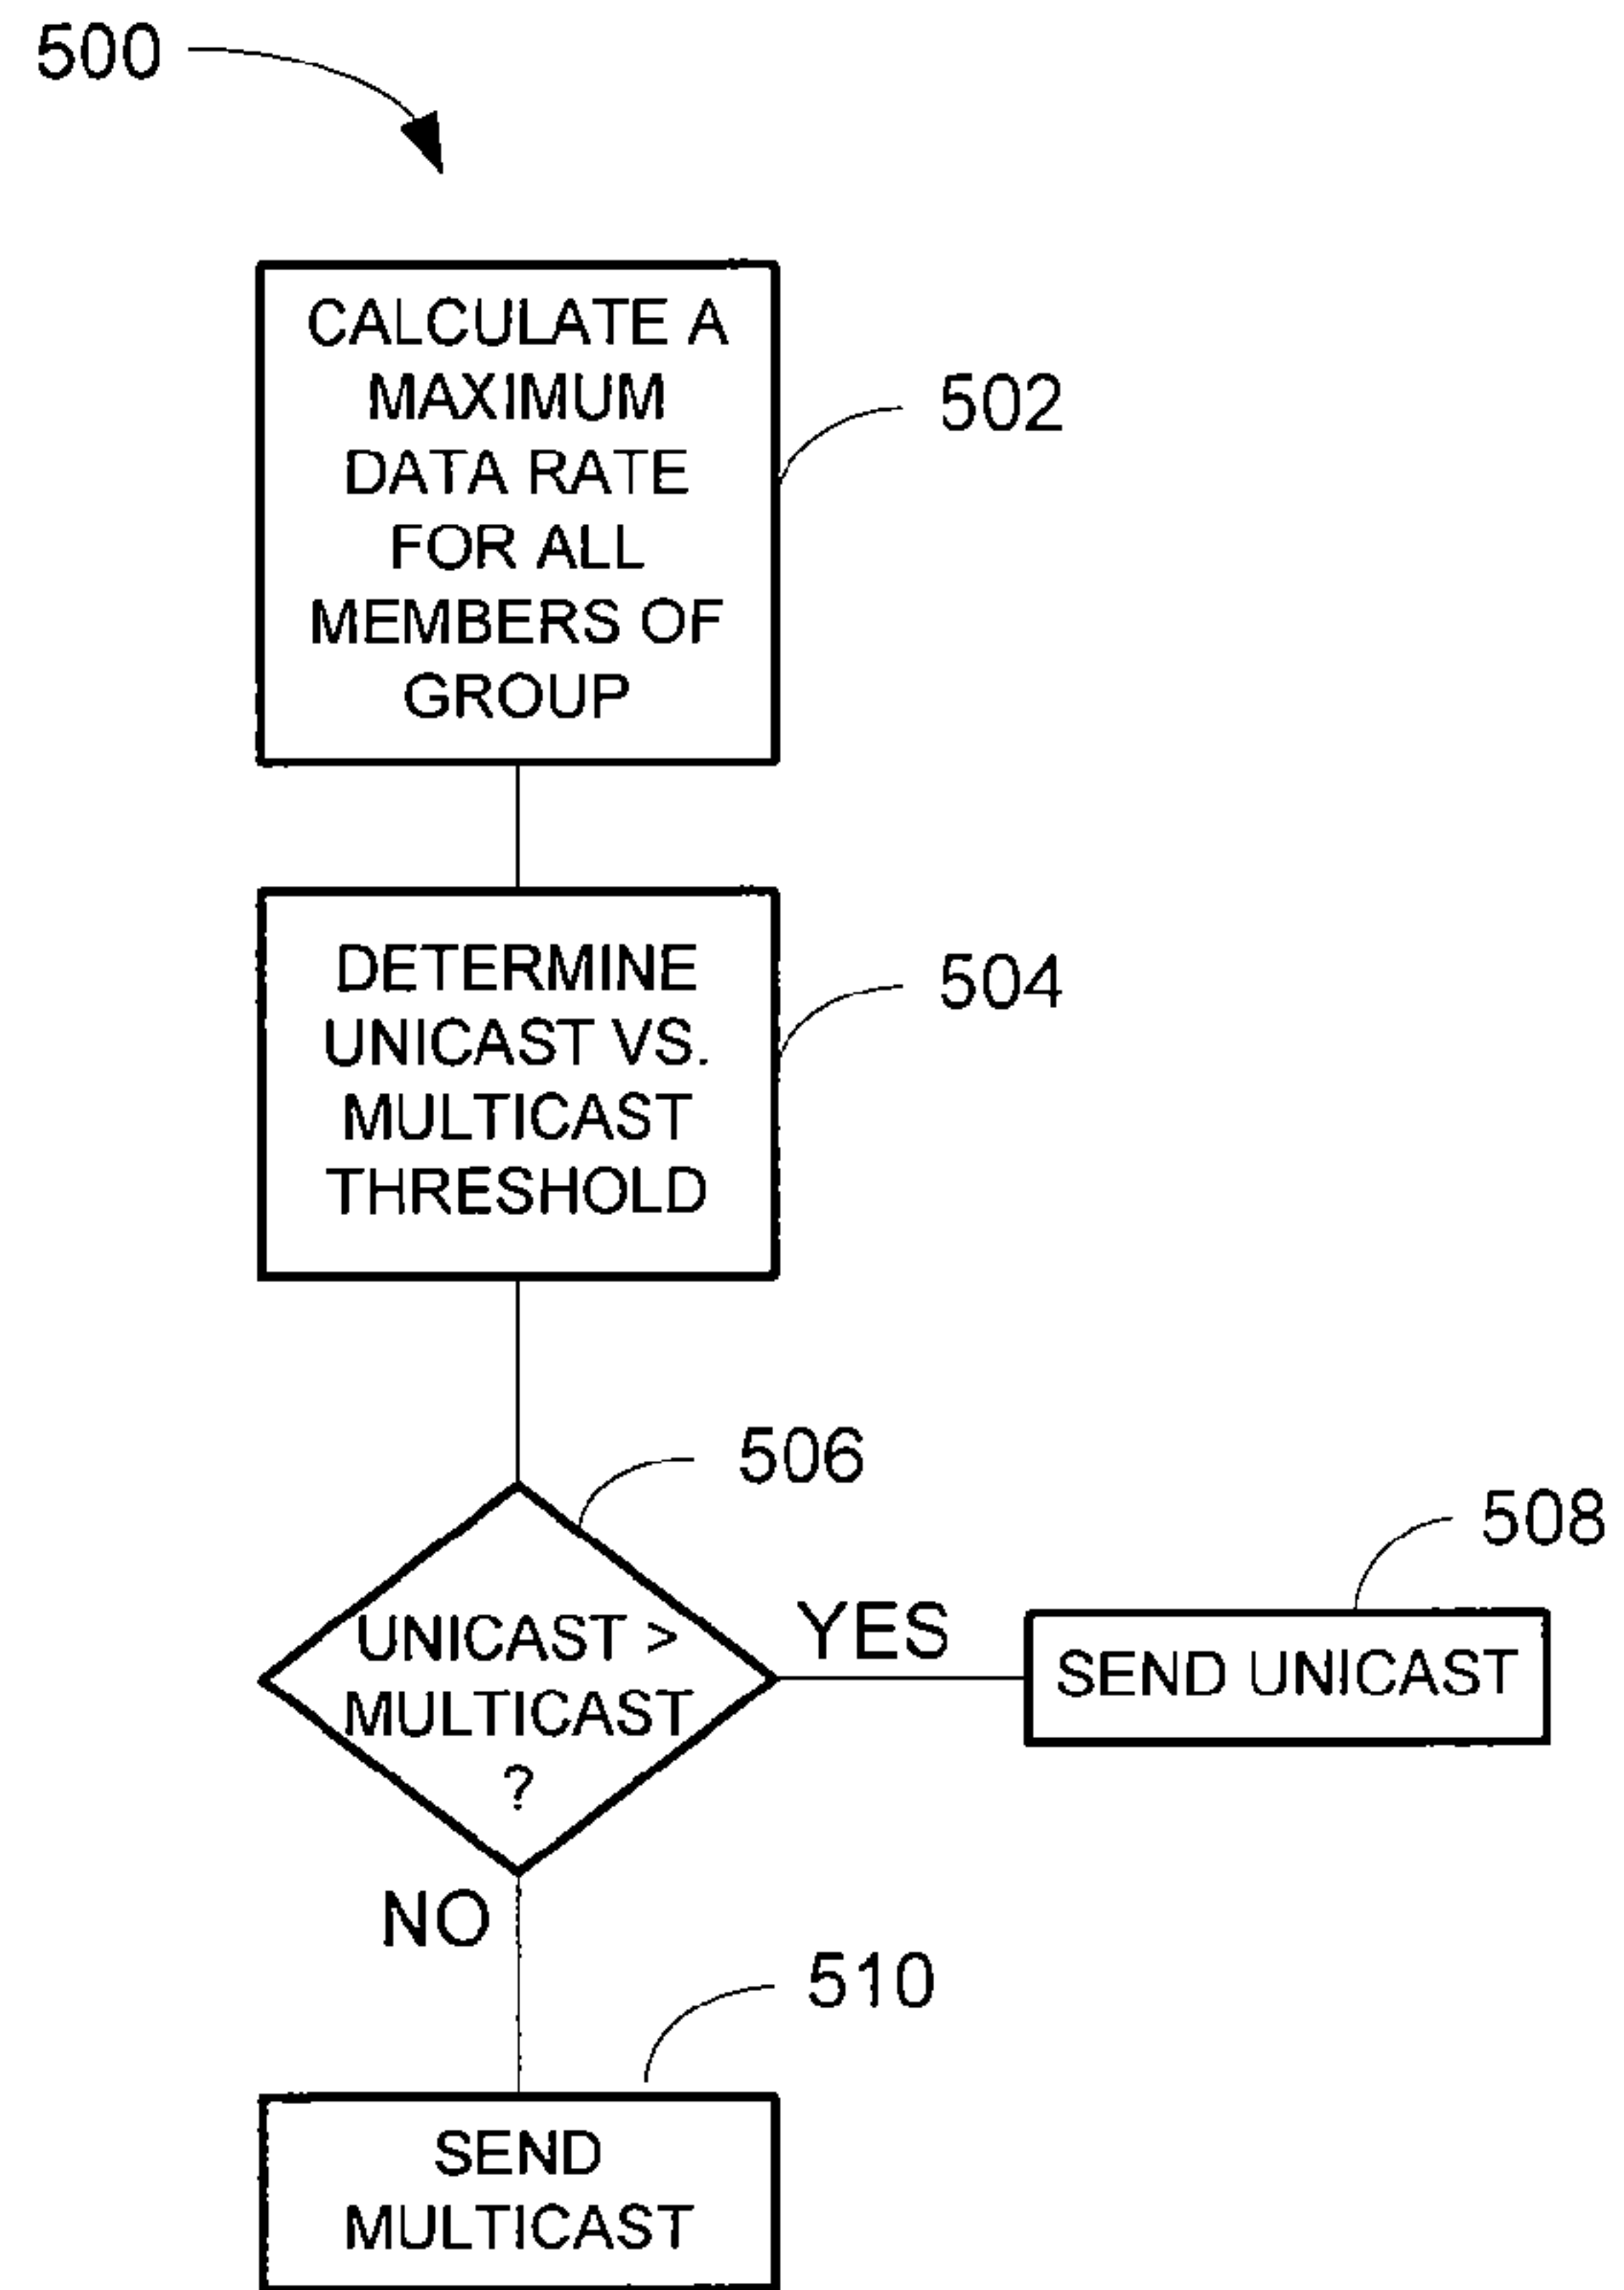 500
CALCULATE A
MAXIMUM
DATA RATE
FOR ALL
MEMBERS OF
GROUP
502
DETERMINE
UNICAST VS.
MULTICAST
THRESHOLD
504
506
UNICAST >
MULTICAST
?
YES
508
SEND UNICAST
NO
510
SEND
MULTICAST